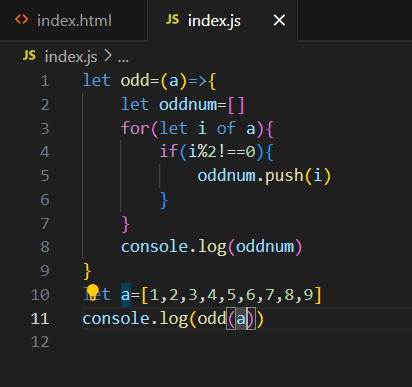 <> index.html JS index.js ×
JS index.js > ...
1 let odd=(a)=>{
2 let oddnum=[]
3 for(let i of a){
4 if(i%2!==0){
5 oddnum.push(i)
6 }
7 }
8 console.log(oddnum)
9 }
10 let a=[1,2,3,4,5,6,7,8,9]
11 console.log(odd(a))
12